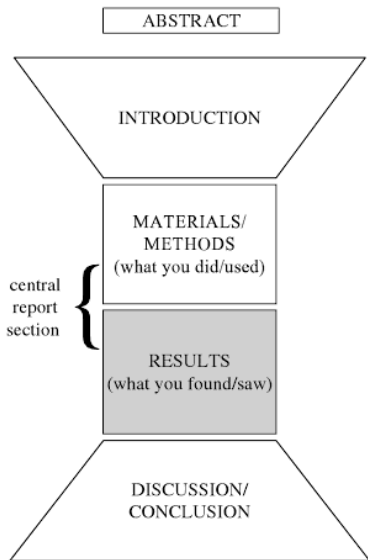 ABSTRACT
INTRODUCTION
MATERIALS/
METHODS
(what you did/used)
central
report
section
RESULTS
(what you found/saw)
DISCUSSION/
CONCLUSION